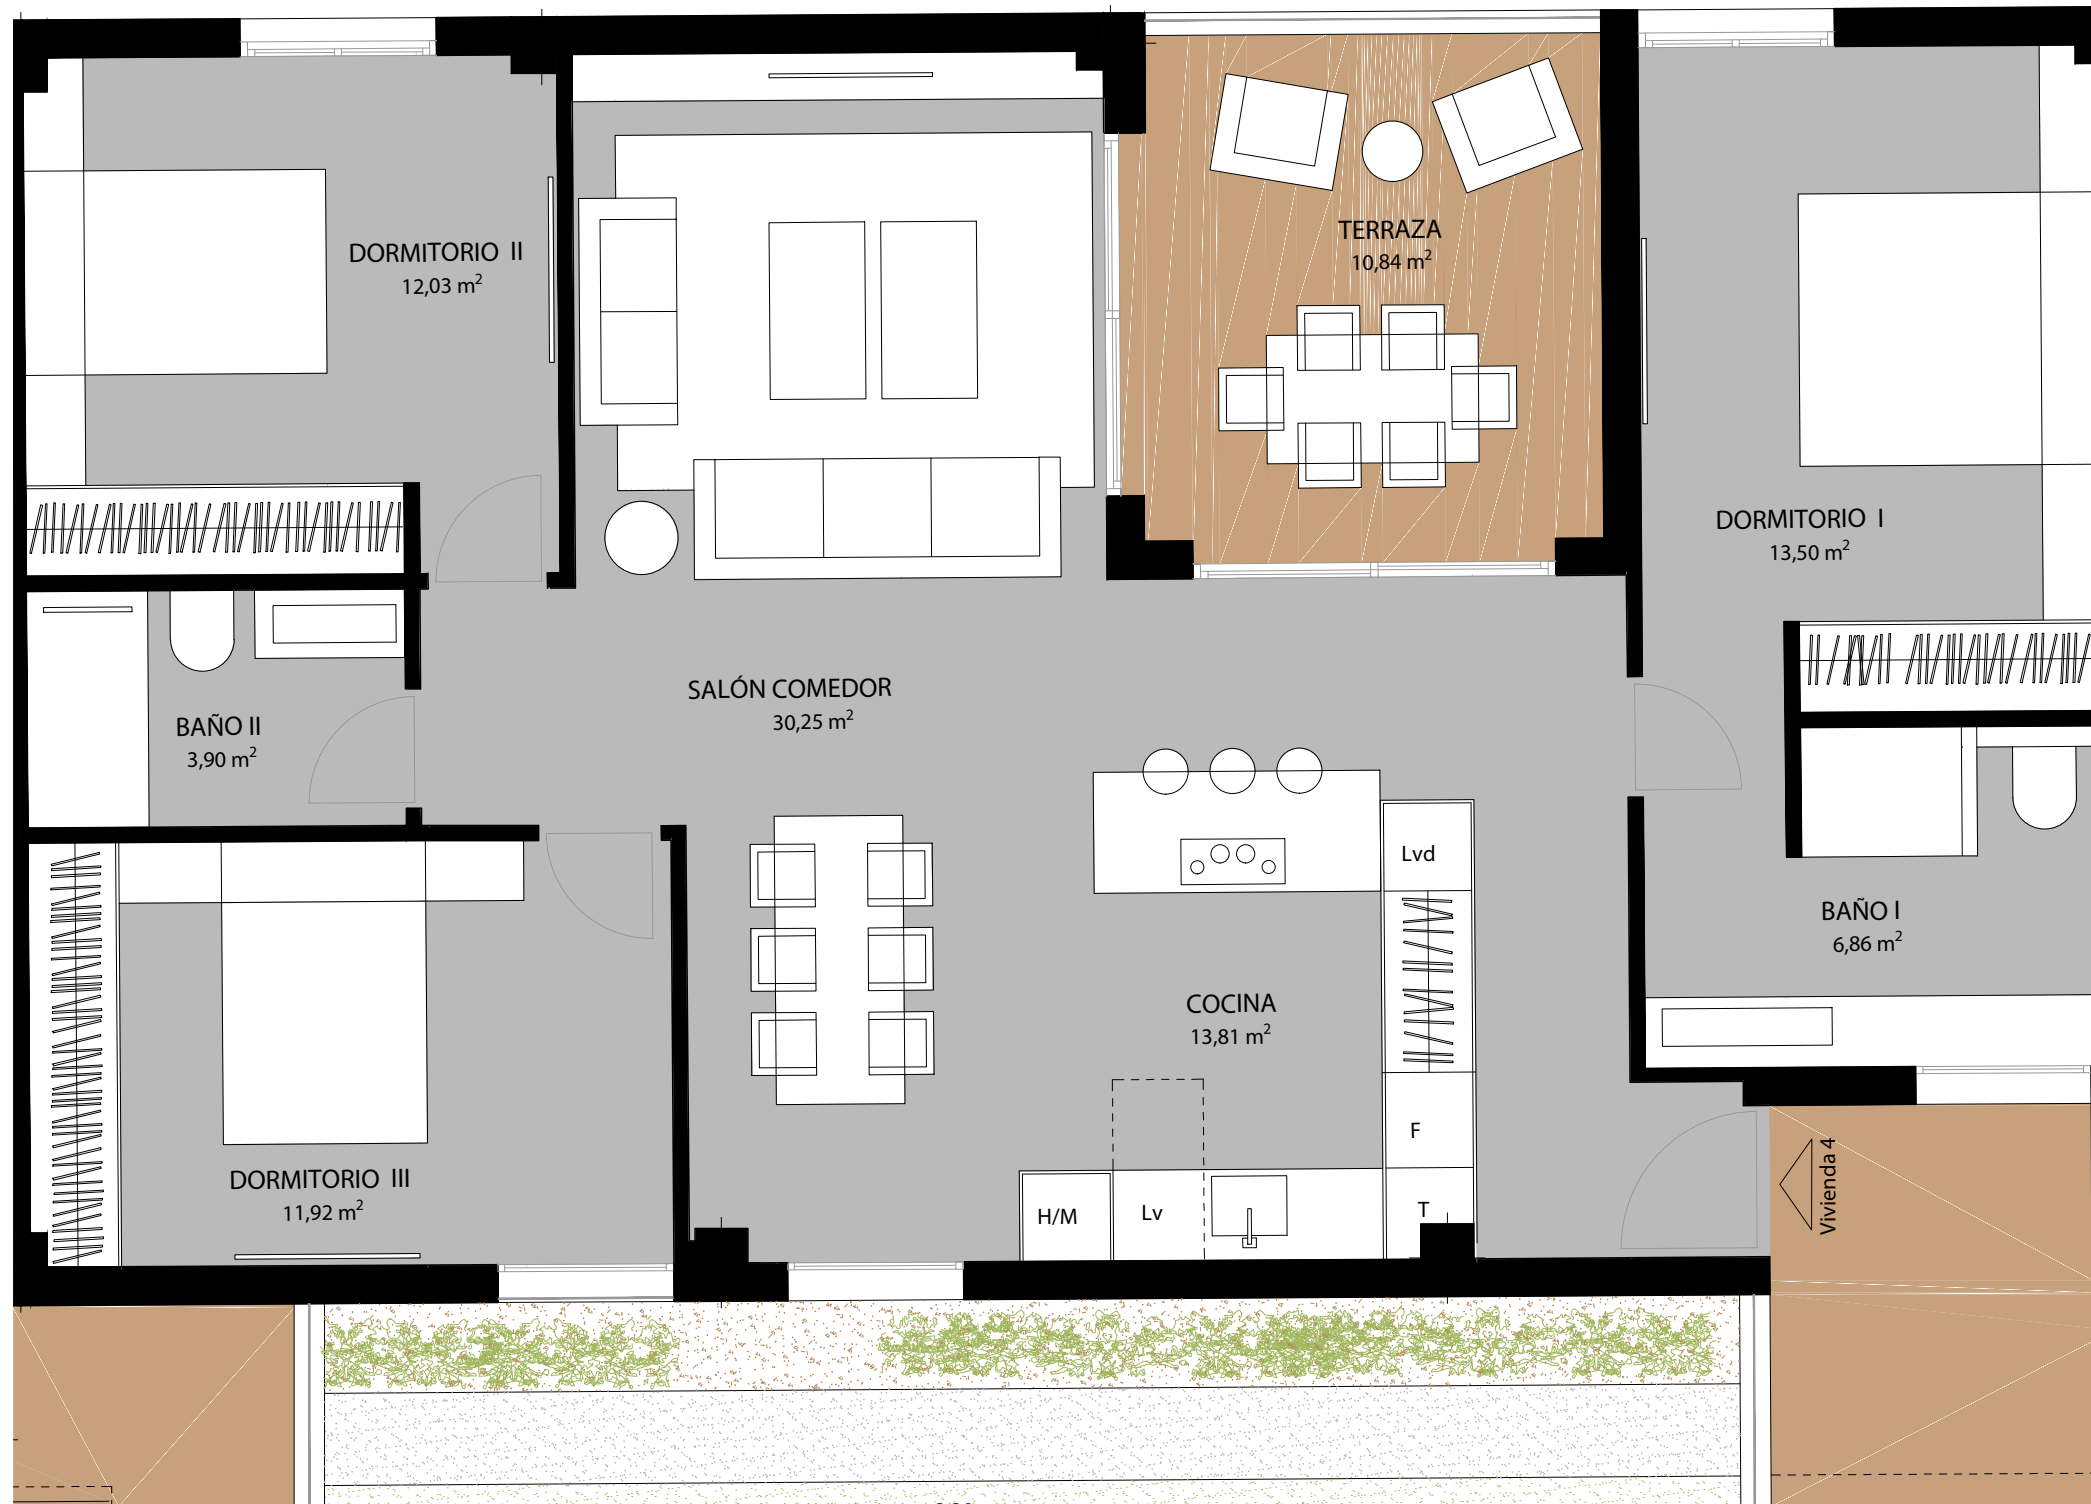 TERRAZA
10,84 m²
DORMITORIO II
12,03 m²
DORMITORIO I
13,50 m²
SALÓN COMEDOR
30,25 m²
BAÑO II
3,90 m²
Lvd
BAÑO I
6,86 m²
COCINA
13,81 m²
F
DORMITORIO III
11,92 m²
H/M
Lv
T
Vivienda 4